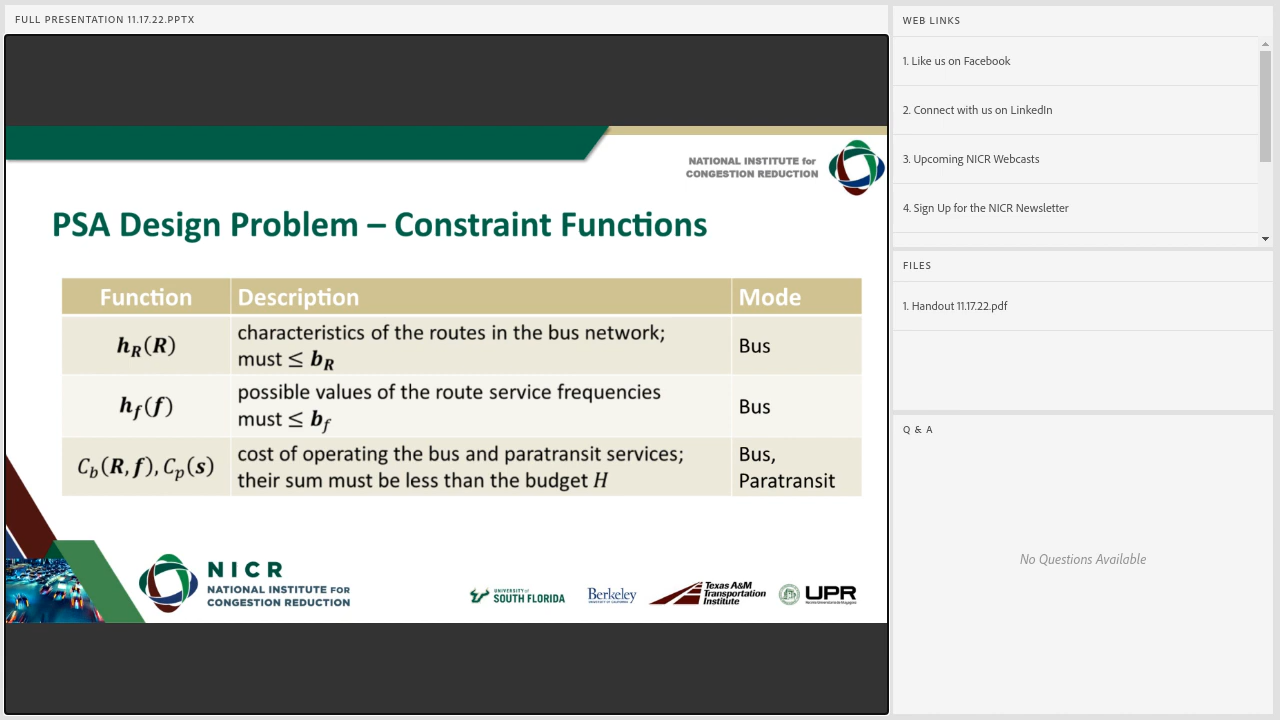 FULL PRESENTATION 11.17.22.PPTX
NATIONAL INSTITUTE for
CONGESTION REDUCTION
PSA Design Problem – Constraint Functions
Function Description Mode
h_R(R) characteristics of the routes in the bus network;
must ≤ b_R Bus
h_f(f) possible values of the route service frequencies
must ≤ b_f Bus
C_b(R, f), C_p(s) cost of operating the bus and paratransit services;
their sum must be less than the budget H
Bus,
Paratransit
NICR
NATIONAL INSTITUTE FOR
CONGESTION REDUCTION
UNIVERSITY of
SOUTH FLORIDA
Berkeley
UNIVERSITY OF CALIFORNIA
Texas A&M
Transportation
Institute
UPR
WEB LINKS
1. Like us on Facebook
2. Connect with us on LinkedIn
3. Upcoming NICR Webcasts
4. Sign Up for the NICR Newsletter
FILES
1. Handout 11.17.22.pdf
Q & A
No Questions Available